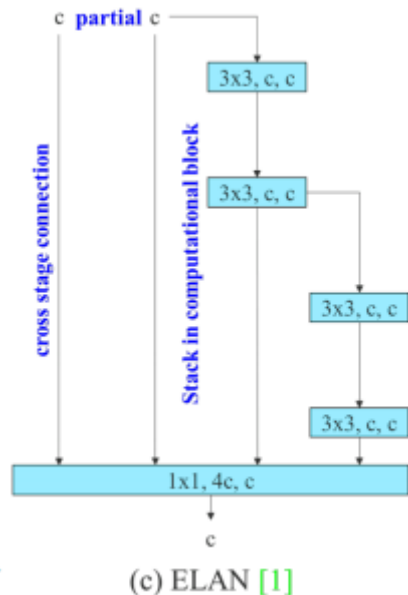 c partial c
3x3, c, c
3x3, c, c
cross stage connection
Stack in computational block
3x3, c, c
3x3, c, c
1x1, 4c, c
c
(c) ELAN [1]